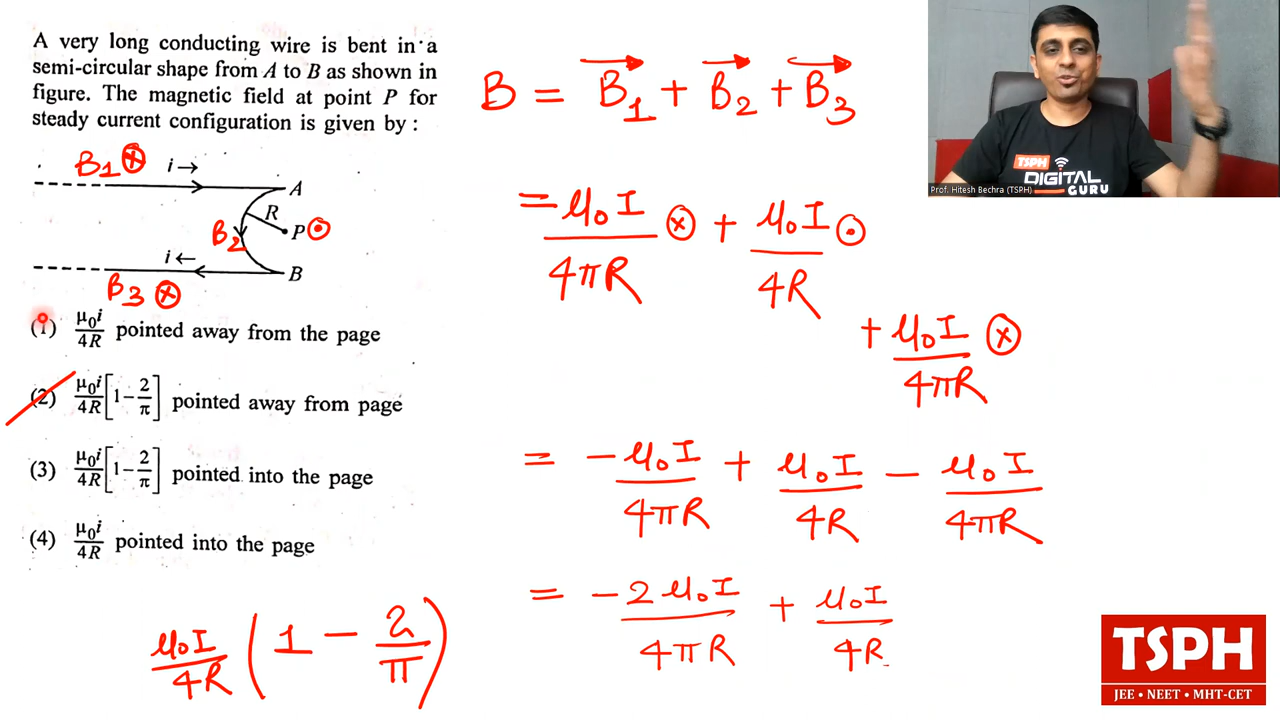 A very long conducting wire is bent in a
semi-circular shape from A to B as shown in
figure. The magnetic field at point P for
steady current configuration is given by :
B₁ ⊗ i→
A
R
B₂ P ⊙
i←
B
B₃ ⊗
(1) μ₀i/4R pointed away from the page
(2) μ₀i/4R [1 − 2/π] pointed away from page
(3) μ₀i/4R [1 − 2/π] pointed into the page
(4) μ₀i/4R pointed into the page
μ₀I/4R (1 − 2/π)
B = B₁→ + B₂→ + B₃→
= μ₀I/4πR ⊗ + μ₀I/4R ⊙
+ μ₀I/4πR ⊗
= −μ₀I/4πR + μ₀I/4R − μ₀I/4πR
= −2μ₀I/4πR + μ₀I/4R
TSPH
DIGITAL
GURU
Prof. Hitesh Bechra (TSPH)
TSPH
JEE • NEET • MHT-CET